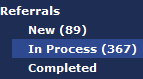 Referrals
New (89)
In Process (367)
Completed